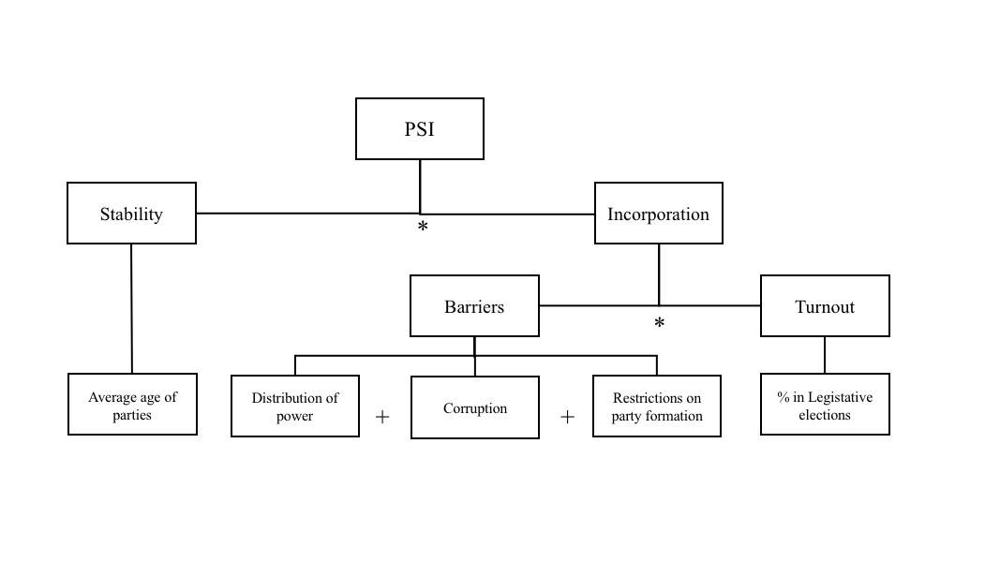 PSI
Stability
*
Incorporation
Barriers
*
Turnout
Average age of
parties
Distribution of
power
+
Corruption
+
Restrictions on
party formation
% in Legistative
elections